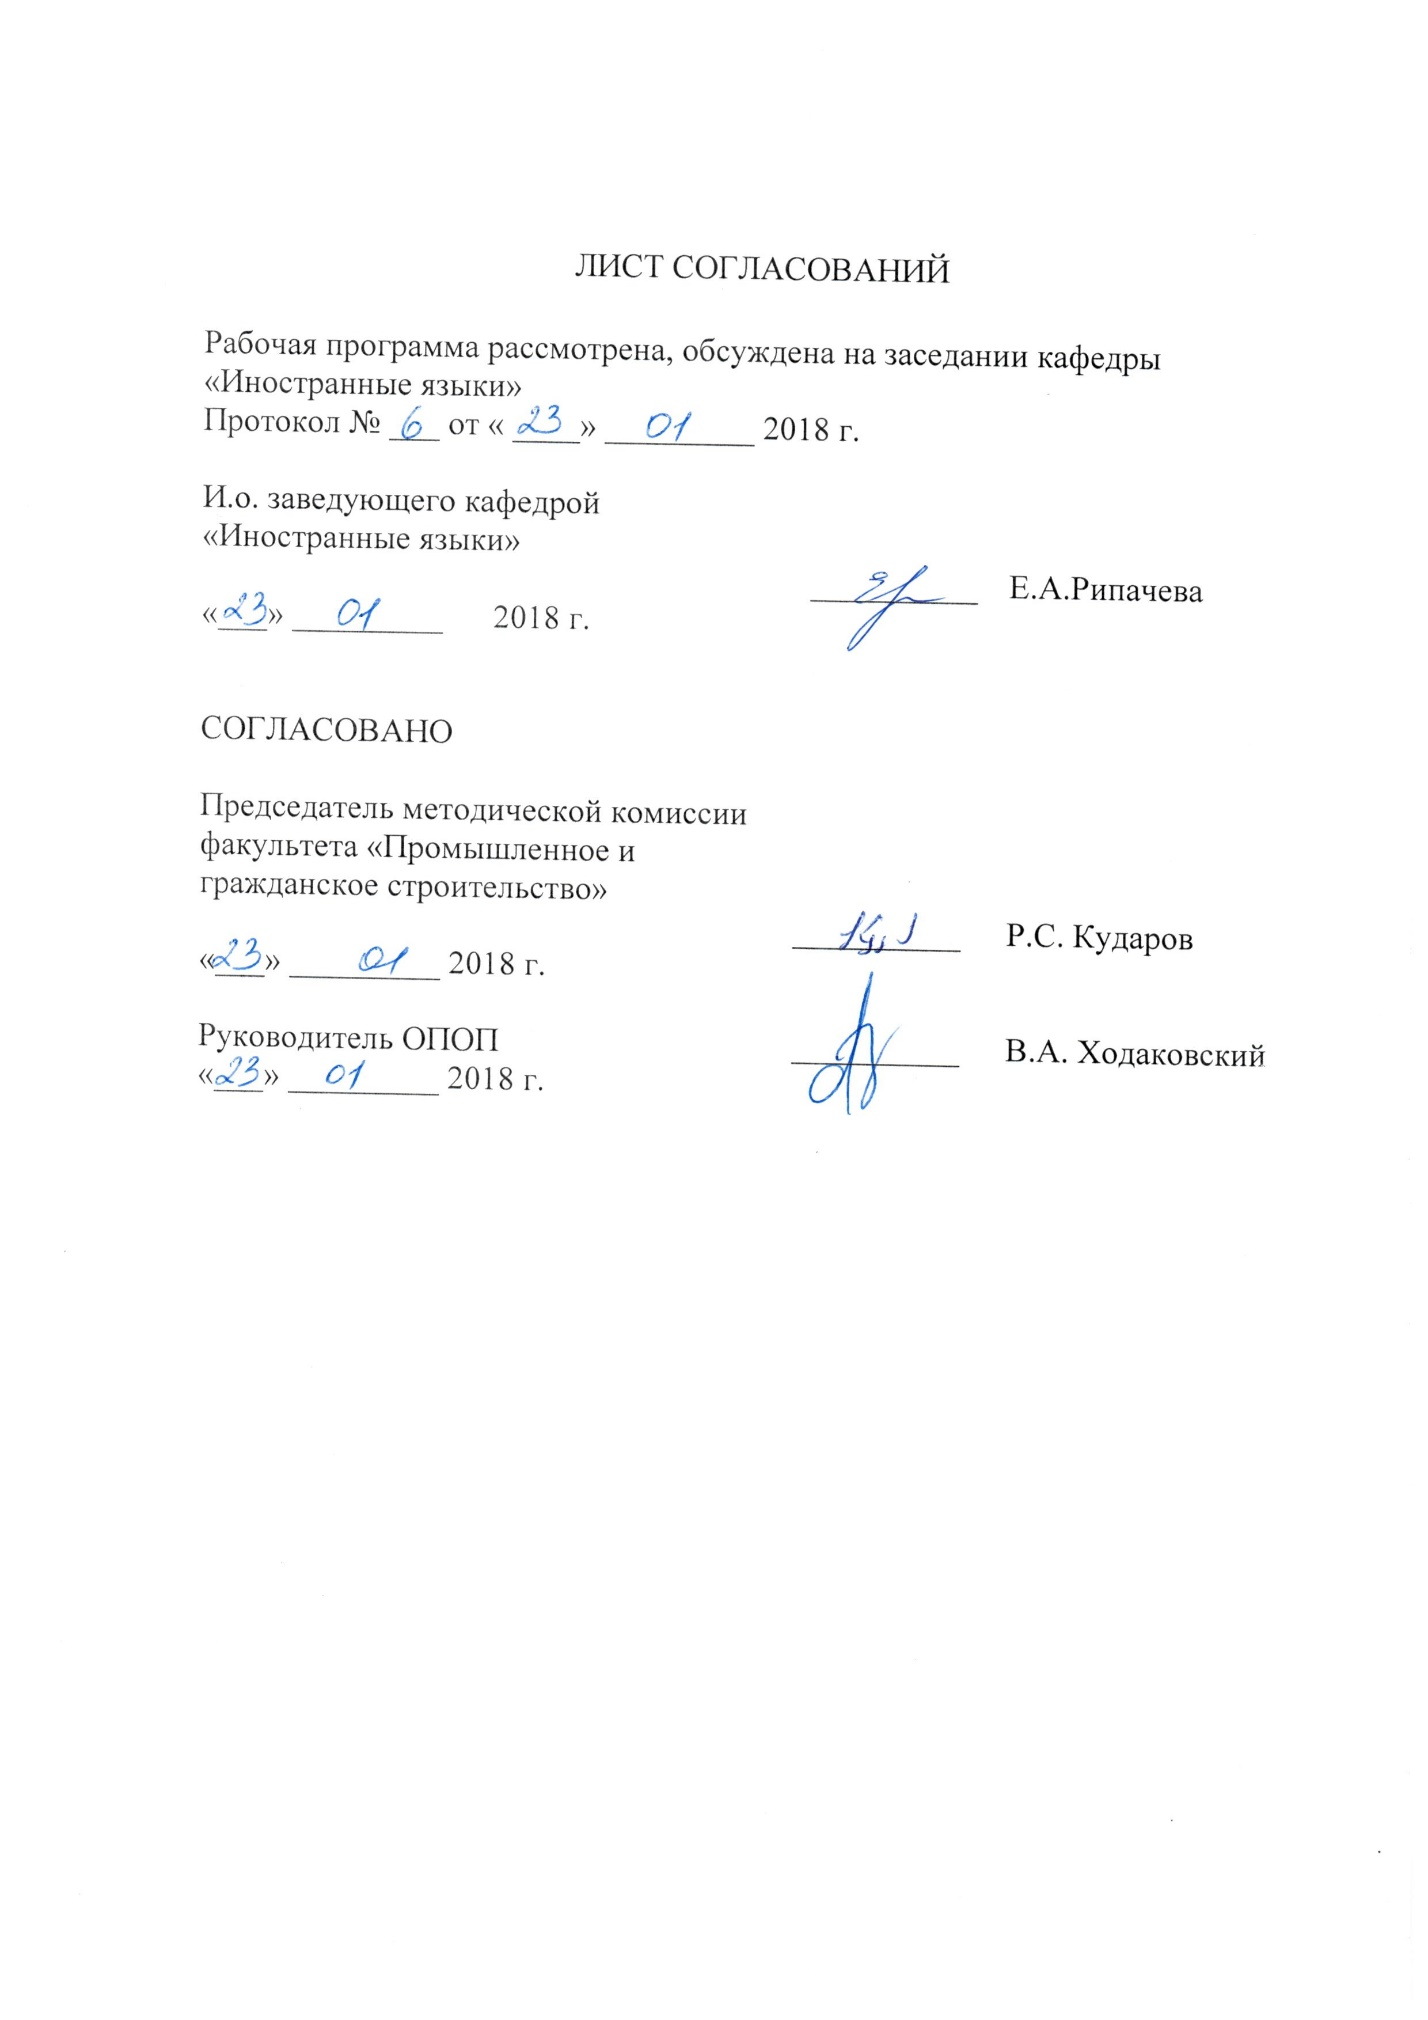 ЛИСТ СОГЛАСОВАНИЙ
Рабочая программа рассмотрена, обсуждена на заседании кафедры
«Иностранные языки»
Протокол № 6 от « 23 » 01 2018 г.
И.о. заведующего кафедрой
«Иностранные языки»
«23» 01 2018 г. Е.А.Рипачева
СОГЛАСОВАНО
Председатель методической комиссии
факультета «Промышленное и
гражданское строительство»
«23» 01 2018 г. Р.С. Кударов
Руководитель ОПОП В.А. Ходаковский
«23» 01 2018 г.